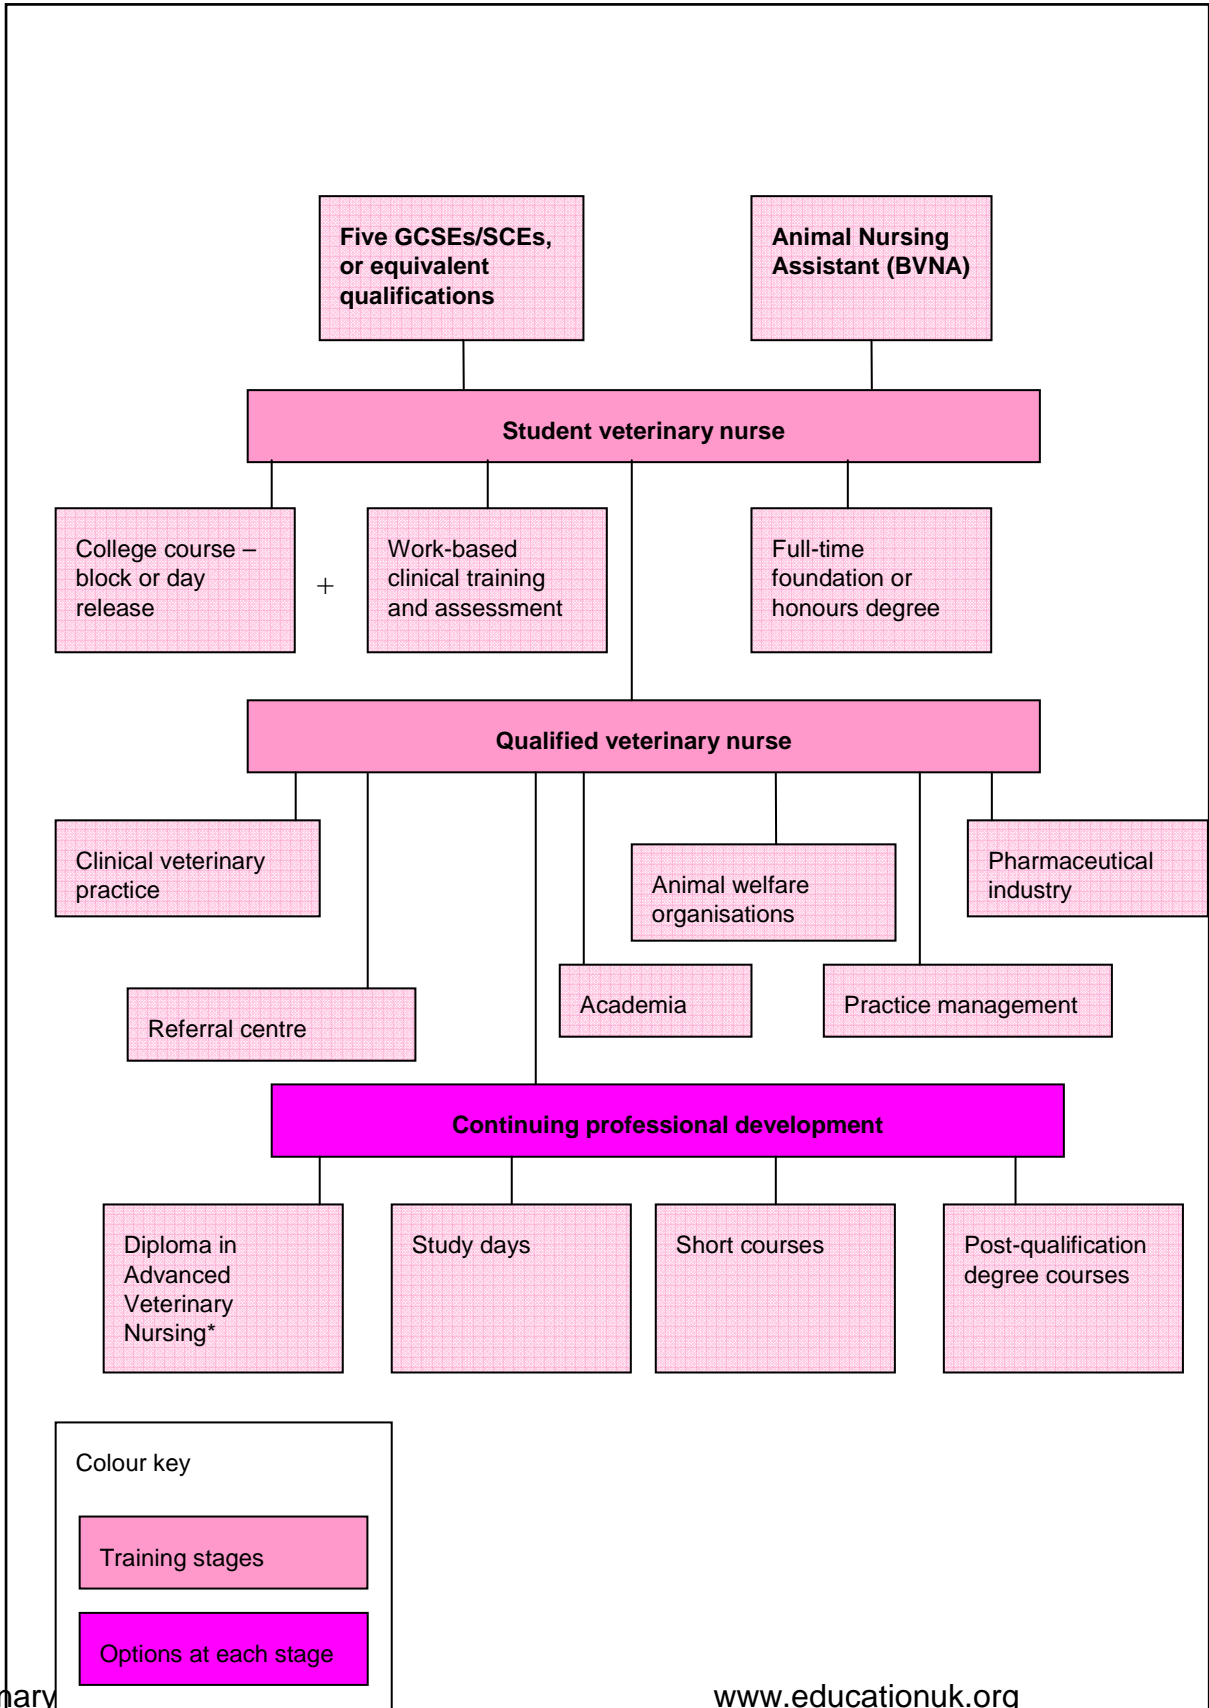 Five GCSEs/SCEs,
or equivalent
qualifications
Animal Nursing
Assistant (BVNA)
Student veterinary nurse
College course –
block or day
release
+
Work-based
clinical training
and assessment
Full-time
foundation or
honours degree
Qualified veterinary nurse
Clinical veterinary
practice
Animal welfare
organisations
Pharmaceutical
industry
Referral centre
Academia
Practice management
Continuing professional development
Diploma in
Advanced
Veterinary
Nursing*
Study days
Short courses
Post-qualification
degree courses
Colour key
Training stages
Options at each stage
www.educationuk.org